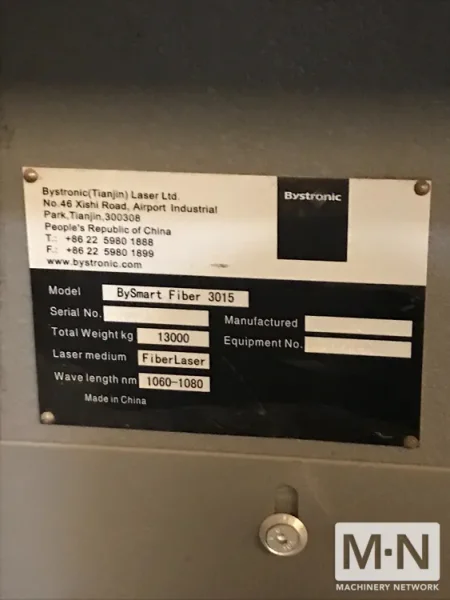 Bystronic(Tianjin) Laser Ltd.
No.46 Xishi Road, Airport Industrial
Park,Tianjin,300308
People's Republic of China
T.: +86 22 5980 1888
F.: +86 22 5980 1899
www.bystronic.com
Bystronic
Model BySmart Fiber 3015
Serial No.
Manufactured
Total Weight kg 13000
Equipment No.
Laser medium FiberLaser
Wave length nm 1060-1080
Made in China
M·N
MACHINERY NETWORK